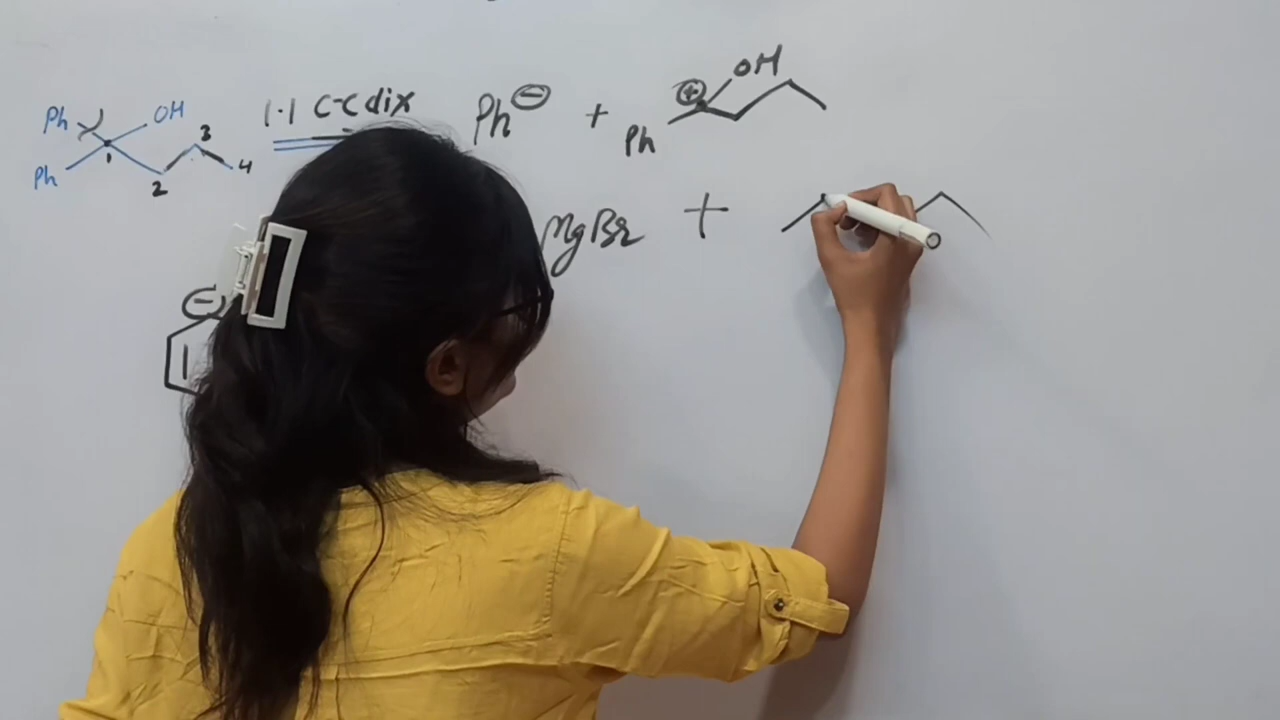 Ph OH 1-1 C-C dix Ph ⊖ + ⊕ OH
Ph 1 2 3 4 Ph
MgBr +
⊖